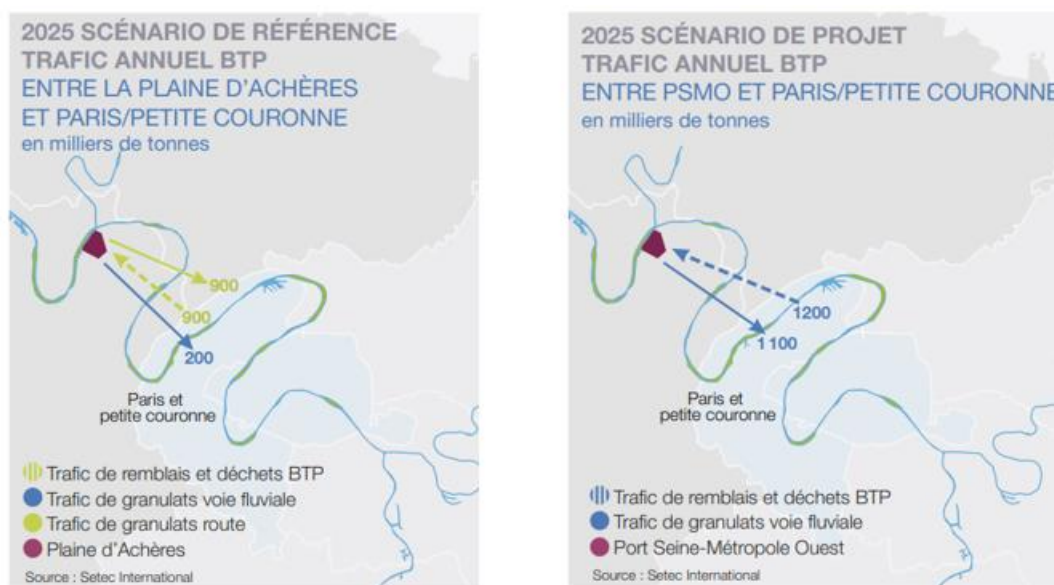 2025 SCÉNARIO DE RÉFÉRENCE
TRAFIC ANNUEL BTP
ENTRE LA PLAINE D'ACHÈRES
ET PARIS/PETITE COURONNE
en milliers de tonnes
900
900
200
Paris et
petite couronne
Trafic de remblais et déchets BTP
Trafic de granulats voie fluviale
Trafic de granulats route
Plaine d'Achères
Source : Setec International
2025 SCÉNARIO DE PROJET
TRAFIC ANNUEL BTP
ENTRE PSMO ET PARIS/PETITE COURONNE
en milliers de tonnes
1200
1 100
Paris et
petite couronne
Trafic de remblais et déchets BTP
Trafic de granulats voie fluviale
Port Seine-Métropole Ouest
Source : Setec International